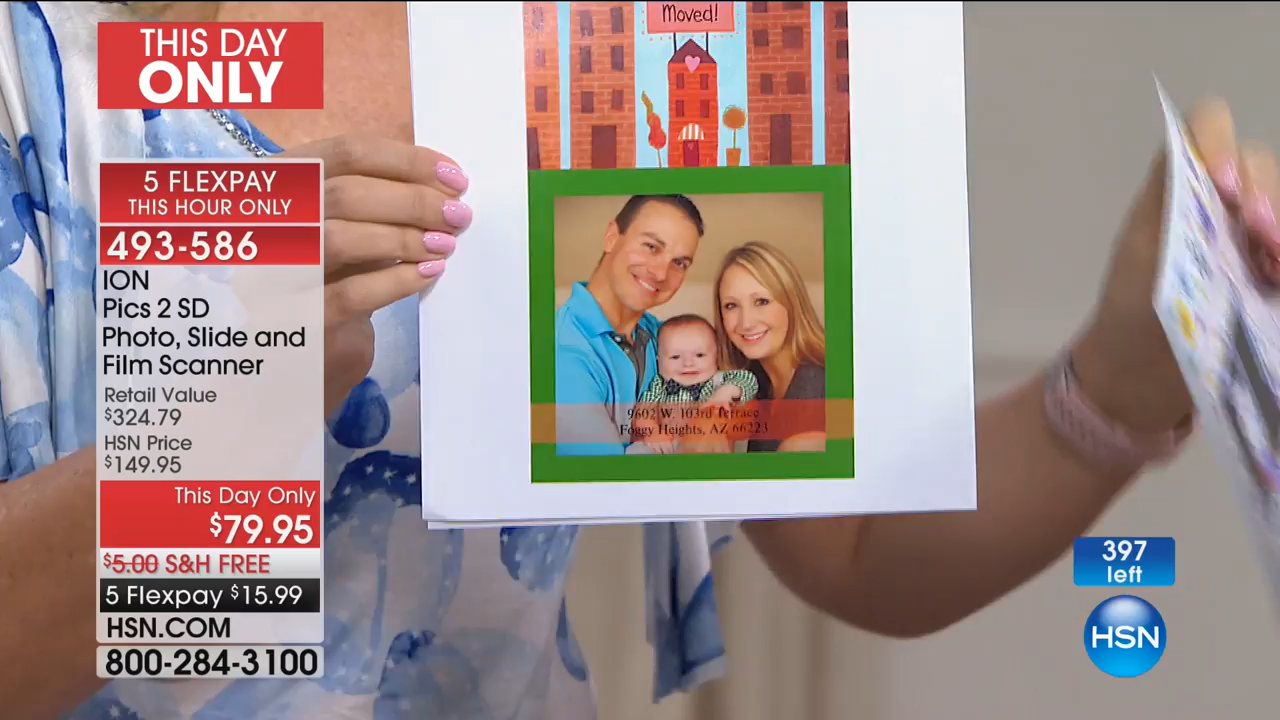 THIS DAY
ONLY
5 FLEXPAY
THIS HOUR ONLY
493-586
ION
Pics 2 SD
Photo, Slide and
Film Scanner
Retail Value
$324.79
HSN Price
$149.95
This Day Only
$79.95
$5.00 S&H FREE
5 Flexpay $15.99
HSN.COM
800-284-3100
Moved!
9602 W. 103rd Terrace
Foggy Heights, AZ 66223
397
left
HSN